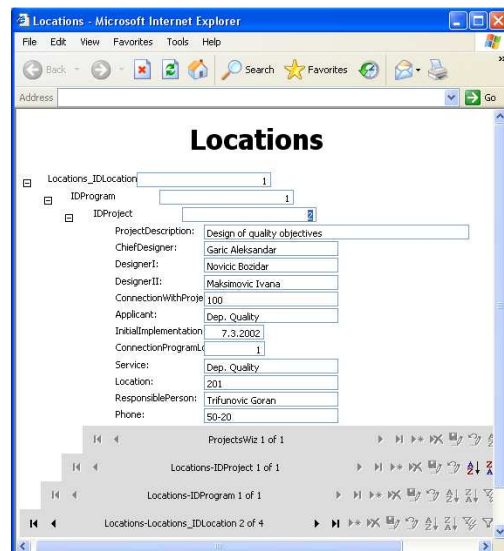 Locations - Microsoft Internet Explorer
File Edit View Favorites Tools Help
Back Search Favorites
Address Go
Locations
Locations_IDLocation 1
IDProgram 1
IDProject 2
ProjectDescription: Design of quality objectives
ChiefDesigner: Garic Aleksandar
DesignerI: Novicic Bozidar
DesignerII: Maksimovic Ivana
ConnectionWithProje 100
Applicant: Dep. Quality
InitialImplementation 7.3.2002
ConnectionProgramLo 1
Service: Dep. Quality
Location: 201
ResponsiblePerson: Trifunovic Goran
Phone: 50-20
ProjectsWiz 1 of 1
Locations-IDProject 1 of 1
Locations-IDProgram 1 of 1
Locations-Locations_IDLocation 2 of 4